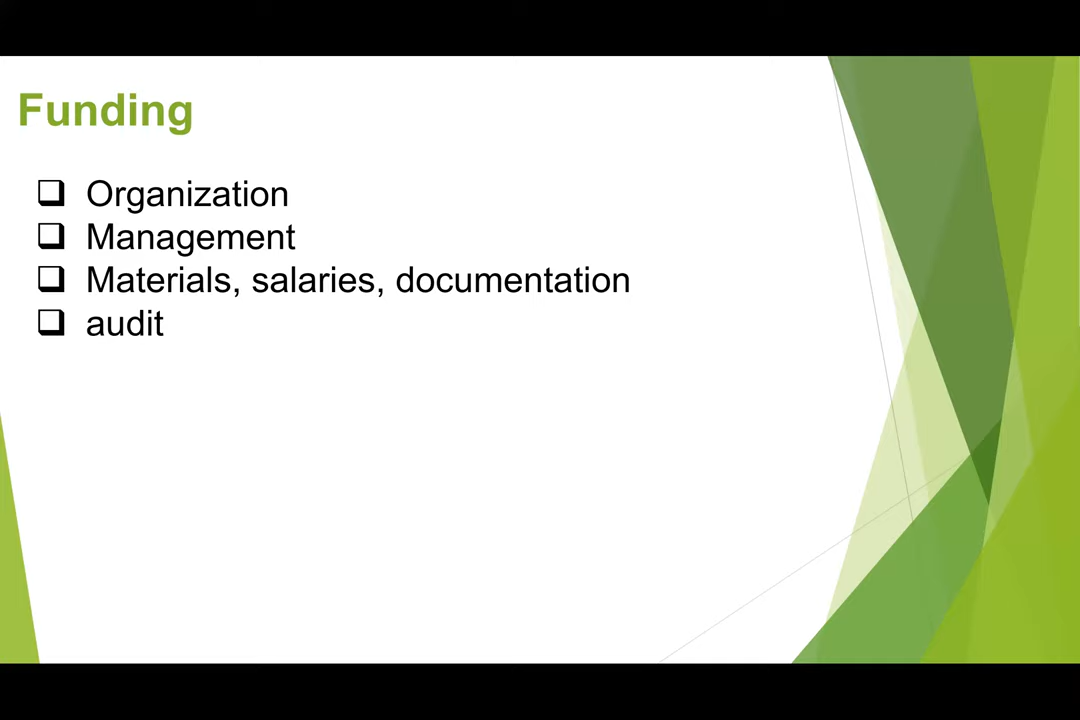 Funding
❑ Organization
❑ Management
❑ Materials, salaries, documentation
❑ audit